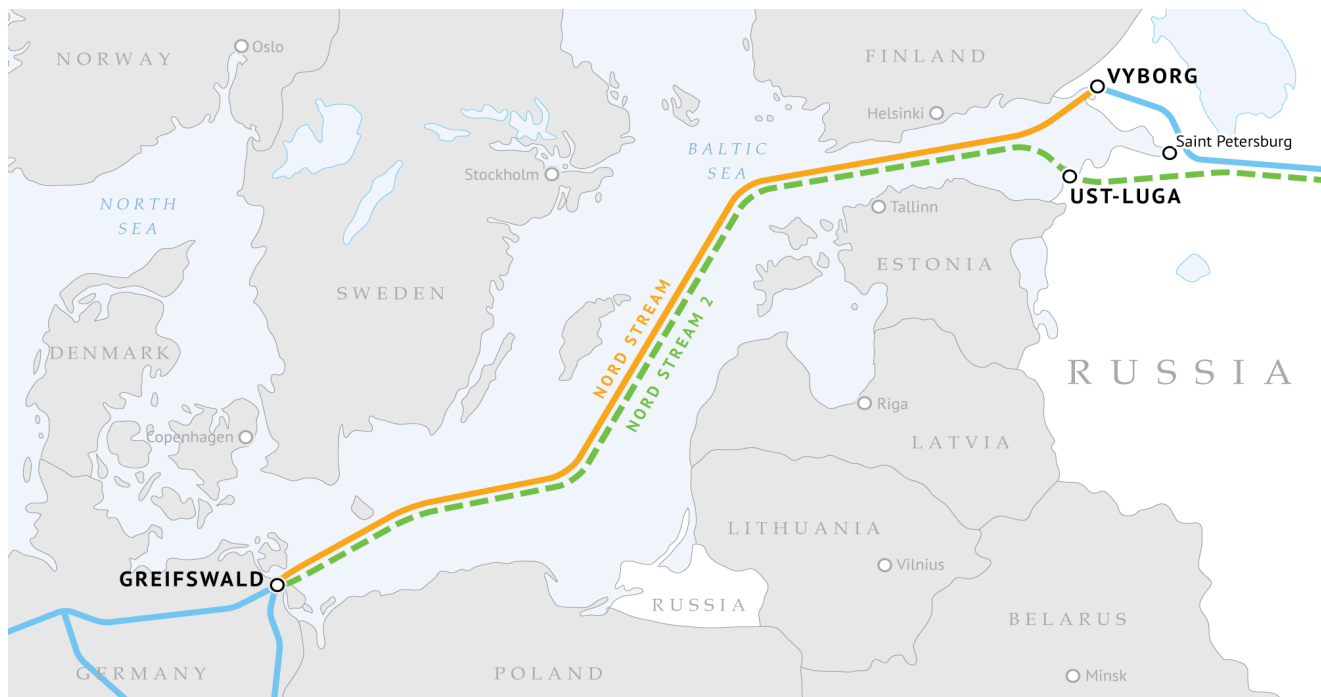 Oslo
NORWAY
FINLAND
VYBORG
Helsinki
Saint Petersburg
BALTIC
SEA
Stockholm
UST-LUGA
NORTH
SEA
Tallinn
ESTONIA
SWEDEN
NORD STREAM
NORD STREAM 2
DENMARK
RUSSIA
Riga
Copenhagen
LATVIA
LITHUANIA
Vilnius
GREIFSWALD
RUSSIA
BELARUS
GERMANY
POLAND
Minsk